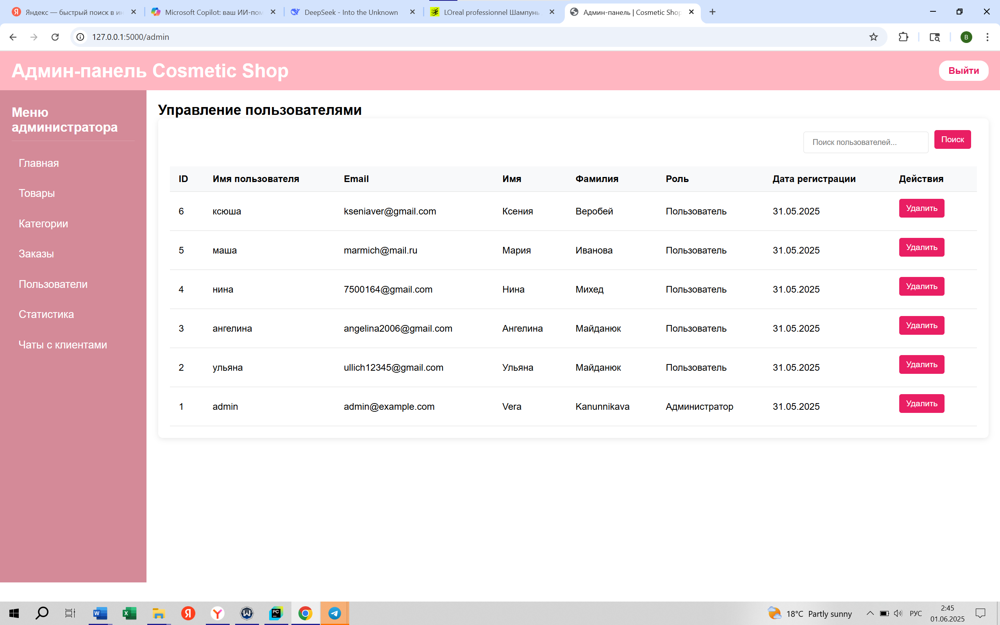 Яндекс — быстрый поиск в ин
Microsoft Copilot: ваш ИИ-пом
DeepSeek - Into the Unknown
LOreal professionnel Шампунь
Админ-панель | Cosmetic Shop
127.0.0.1:5000/admin
В
Админ-панель Cosmetic Shop
Выйти
Меню
администратора
Главная
Товары
Категории
Заказы
Пользователи
Статистика
Чаты с клиентами
Управление пользователями
Поиск пользователей...
Поиск
ID Имя пользователя Email Имя Фамилия Роль Дата регистрации Действия
6 ксюша kseniaver@gmail.com Ксения Веробей Пользователь 31.05.2025 Удалить
5 маша marmich@mail.ru Мария Иванова Пользователь 31.05.2025 Удалить
4 нина 7500164@gmail.com Нина Михед Пользователь 31.05.2025 Удалить
3 ангелина angelina2006@gmail.com Ангелина Майданюк Пользователь 31.05.2025 Удалить
2 ульяна ullich12345@gmail.com Ульяна Майданюк Пользователь 31.05.2025 Удалить
1 admin admin@example.com Vera Kanunnikava Администратор 31.05.2025 Удалить
18°C Partly sunny
РУС
2:45
01.06.2025